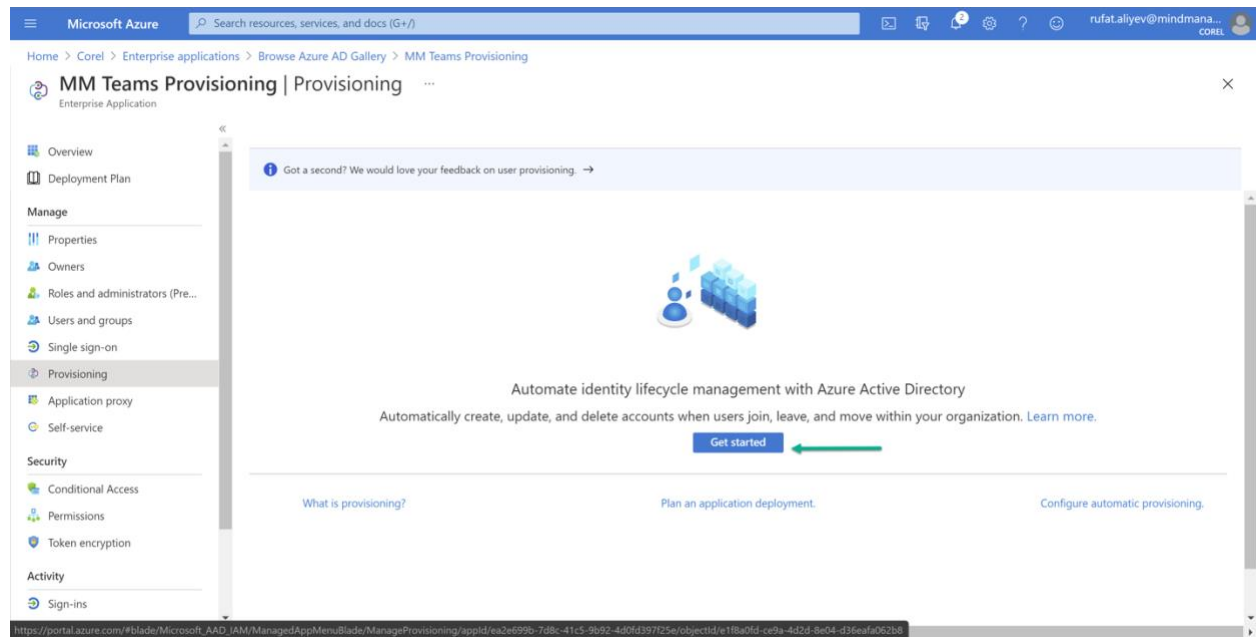 Microsoft Azure
Search resources, services, and docs (G+/)
2
rufat.aliyev@mindmana...
COREL
Home > Corel > Enterprise applications > Browse Azure AD Gallery > MM Teams Provisioning
MM Teams Provisioning | Provisioning ...
Enterprise Application
Overview
Deployment Plan
Manage
Properties
Owners
Roles and administrators (Pre...
Users and groups
Single sign-on
Provisioning
Application proxy
Self-service
Security
Conditional Access
Permissions
Token encryption
Activity
Sign-ins
Got a second? We would love your feedback on user provisioning. →
Automate identity lifecycle management with Azure Active Directory
Automatically create, update, and delete accounts when users join, leave, and move within your organization. Learn more.
Get started
What is provisioning?
Plan an application deployment.
Configure automatic provisioning.
https://portal.azure.com/#blade/Microsoft_AAD_IAM/ManagedAppMenuBlade/ManageProvisioning/appId/ea2e699b-7d8c-41c5-9b92-4d0fd397f25e/objectId/e1f8a0fd-ce9a-4d2d-8e04-d36eafa062b8